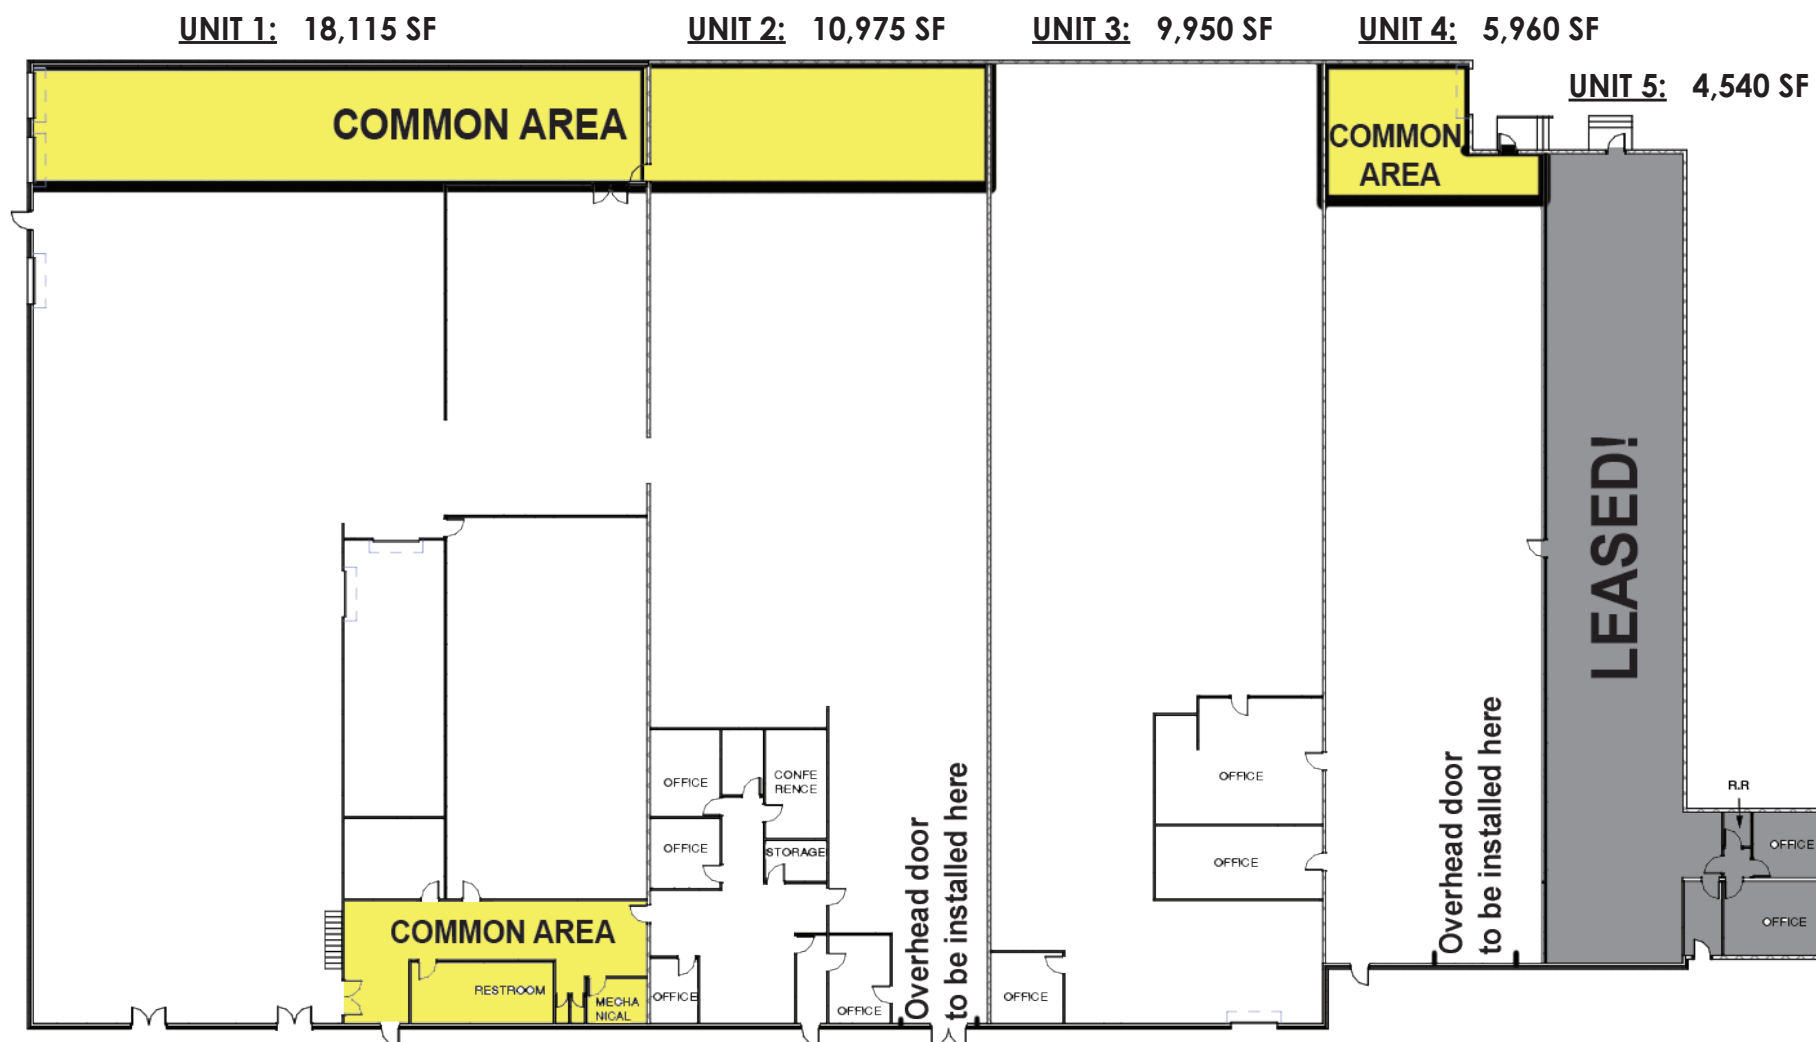 UNIT 1: 18,115 SF
UNIT 2: 10,975 SF
UNIT 3: 9,950 SF
UNIT 4: 5,960 SF
UNIT 5: 4,540 SF
COMMON AREA
COMMON
AREA
LEASED!
OFFICE
CONFE
RENCE
OFFICE
STORAGE
Overhead door
to be installed here
OFFICE
OFFICE
Overhead door
to be installed here
R.R
OFFICE
OFFICE
COMMON AREA
RESTROOM
MECHA
NICAL
OFFICE
OFFICE
OFFICE